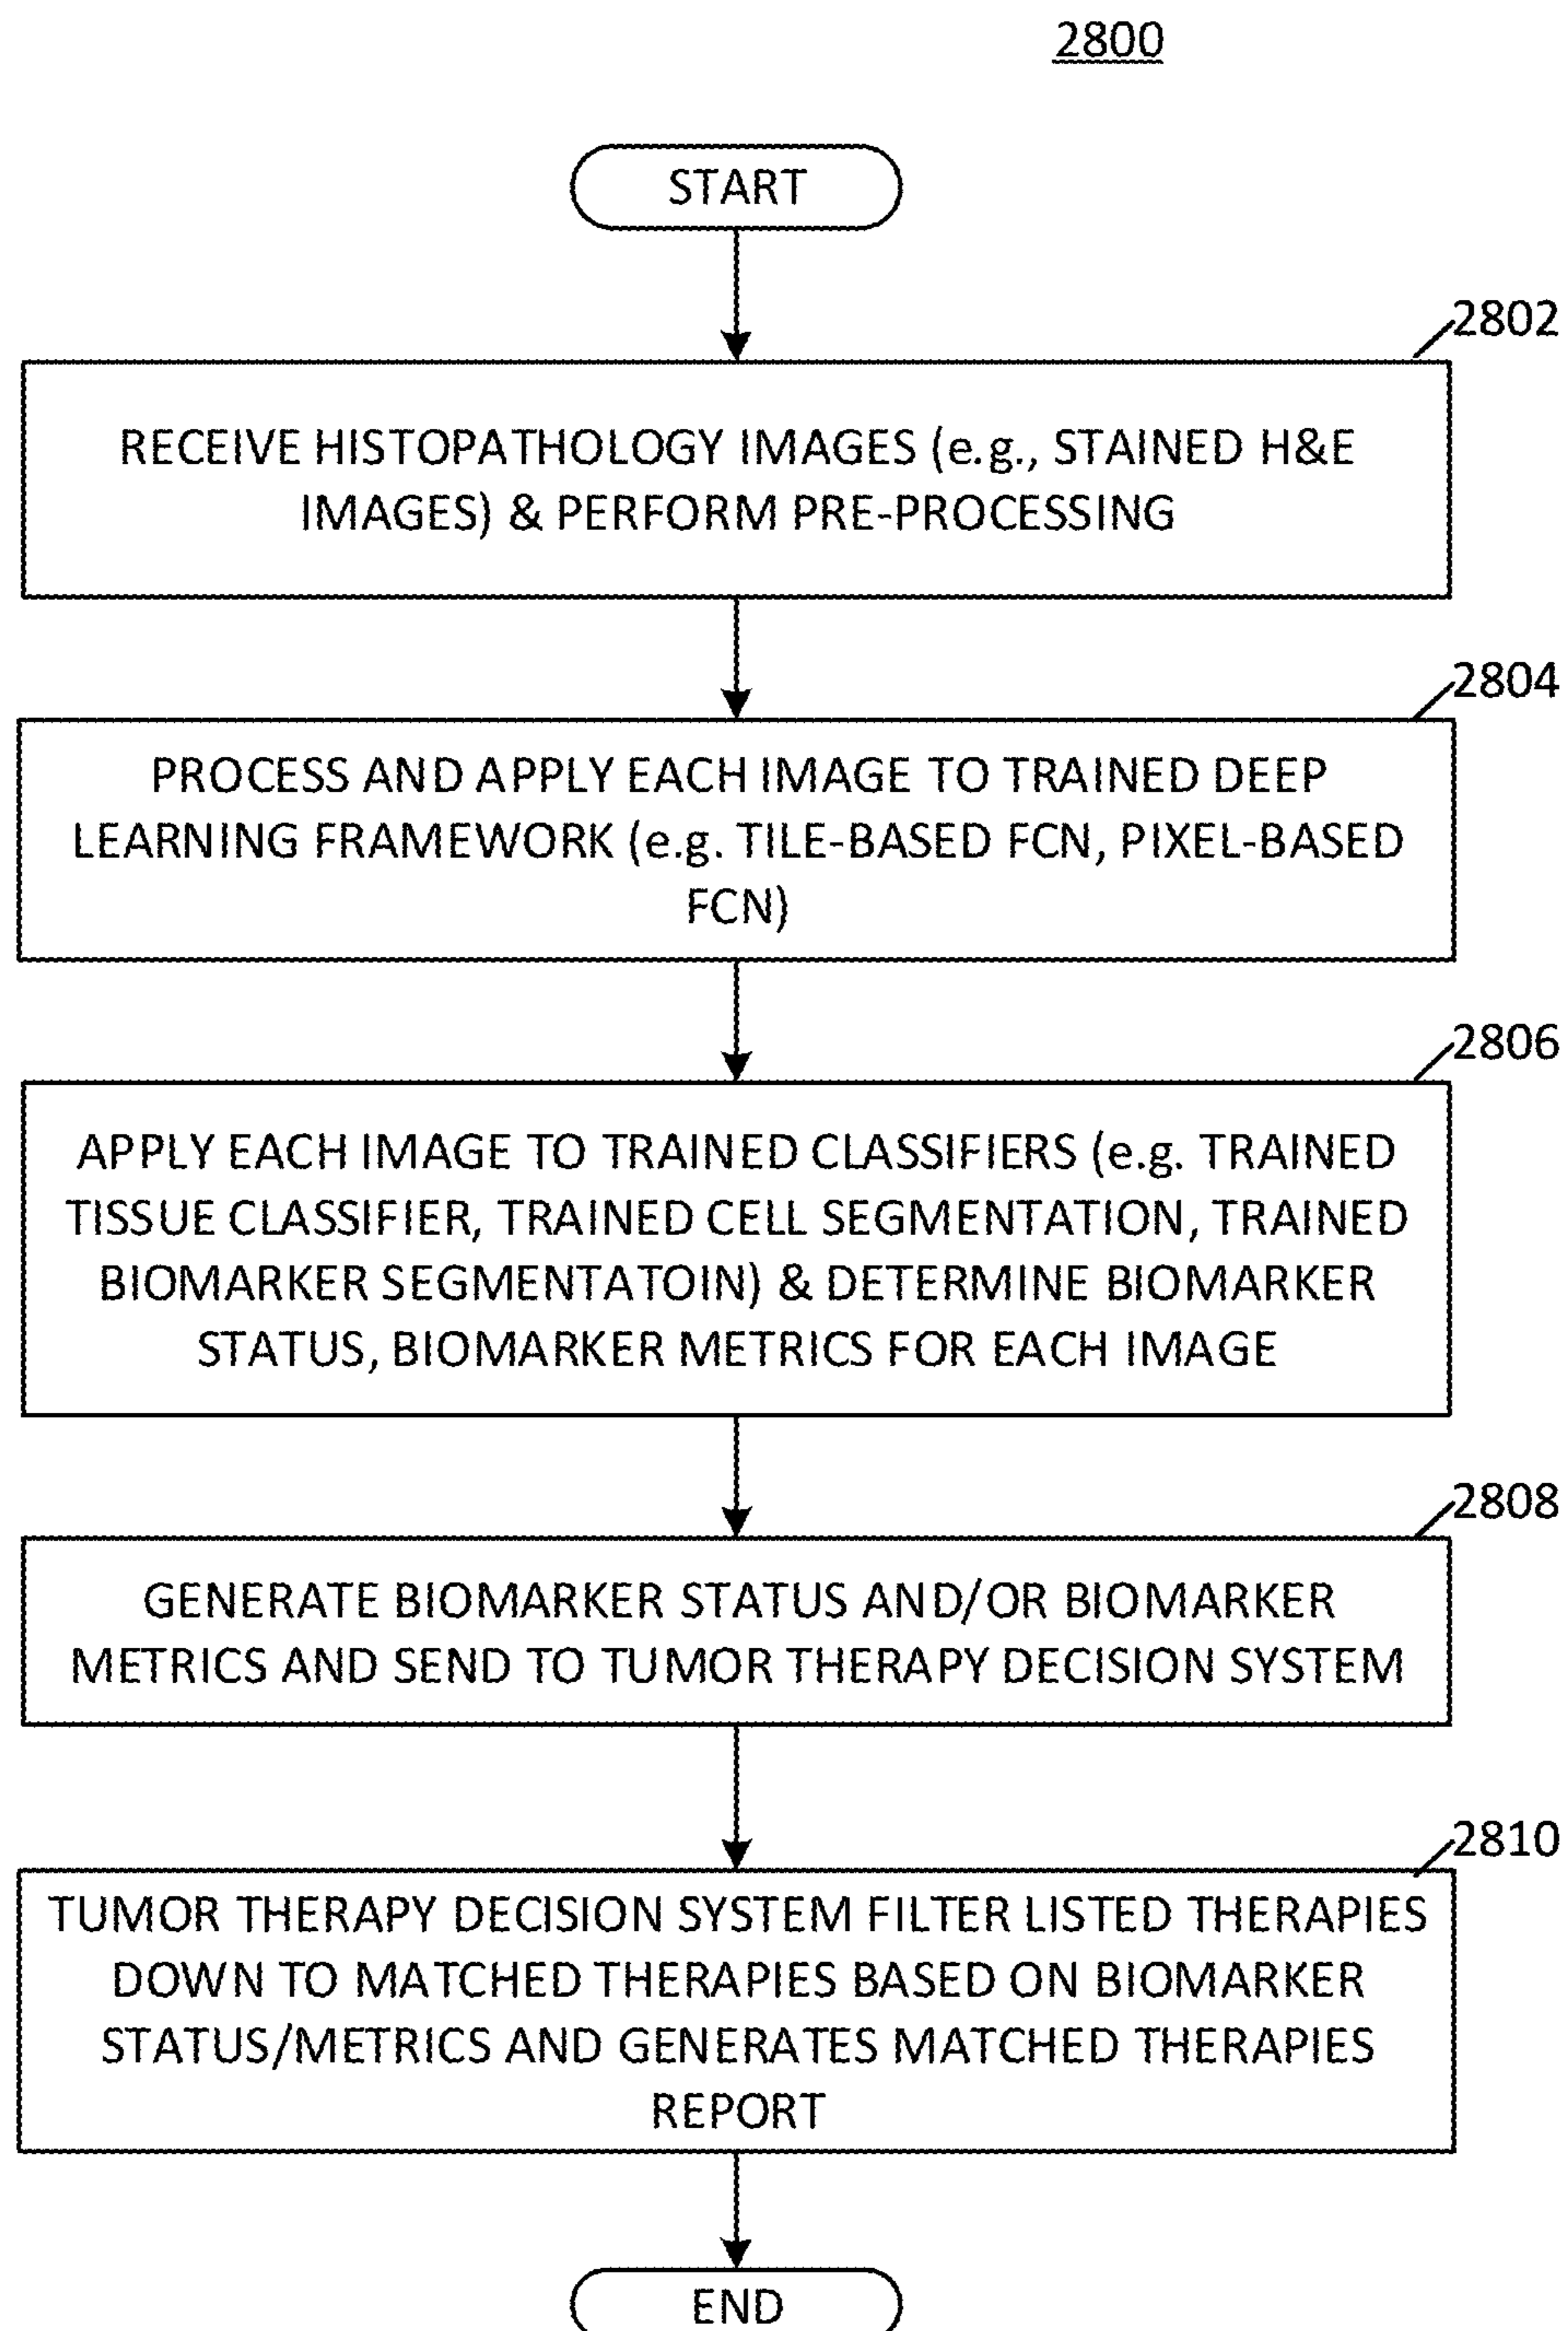 2800
START
2802
RECEIVE HISTOPATHOLOGY IMAGES (e.g., STAINED H&E
IMAGES) & PERFORM PRE-PROCESSING
2804
PROCESS AND APPLY EACH IMAGE TO TRAINED DEEP
LEARNING FRAMEWORK (e.g. TILE-BASED FCN, PIXEL-BASED
FCN)
2806
APPLY EACH IMAGE TO TRAINED CLASSIFIERS (e.g. TRAINED
TISSUE CLASSIFIER, TRAINED CELL SEGMENTATION, TRAINED
BIOMARKER SEGMENTATOIN) & DETERMINE BIOMARKER
STATUS, BIOMARKER METRICS FOR EACH IMAGE
2808
GENERATE BIOMARKER STATUS AND/OR BIOMARKER
METRICS AND SEND TO TUMOR THERAPY DECISION SYSTEM
2810
TUMOR THERAPY DECISION SYSTEM FILTER LISTED THERAPIES
DOWN TO MATCHED THERAPIES BASED ON BIOMARKER
STATUS/METRICS AND GENERATES MATCHED THERAPIES
REPORT
END